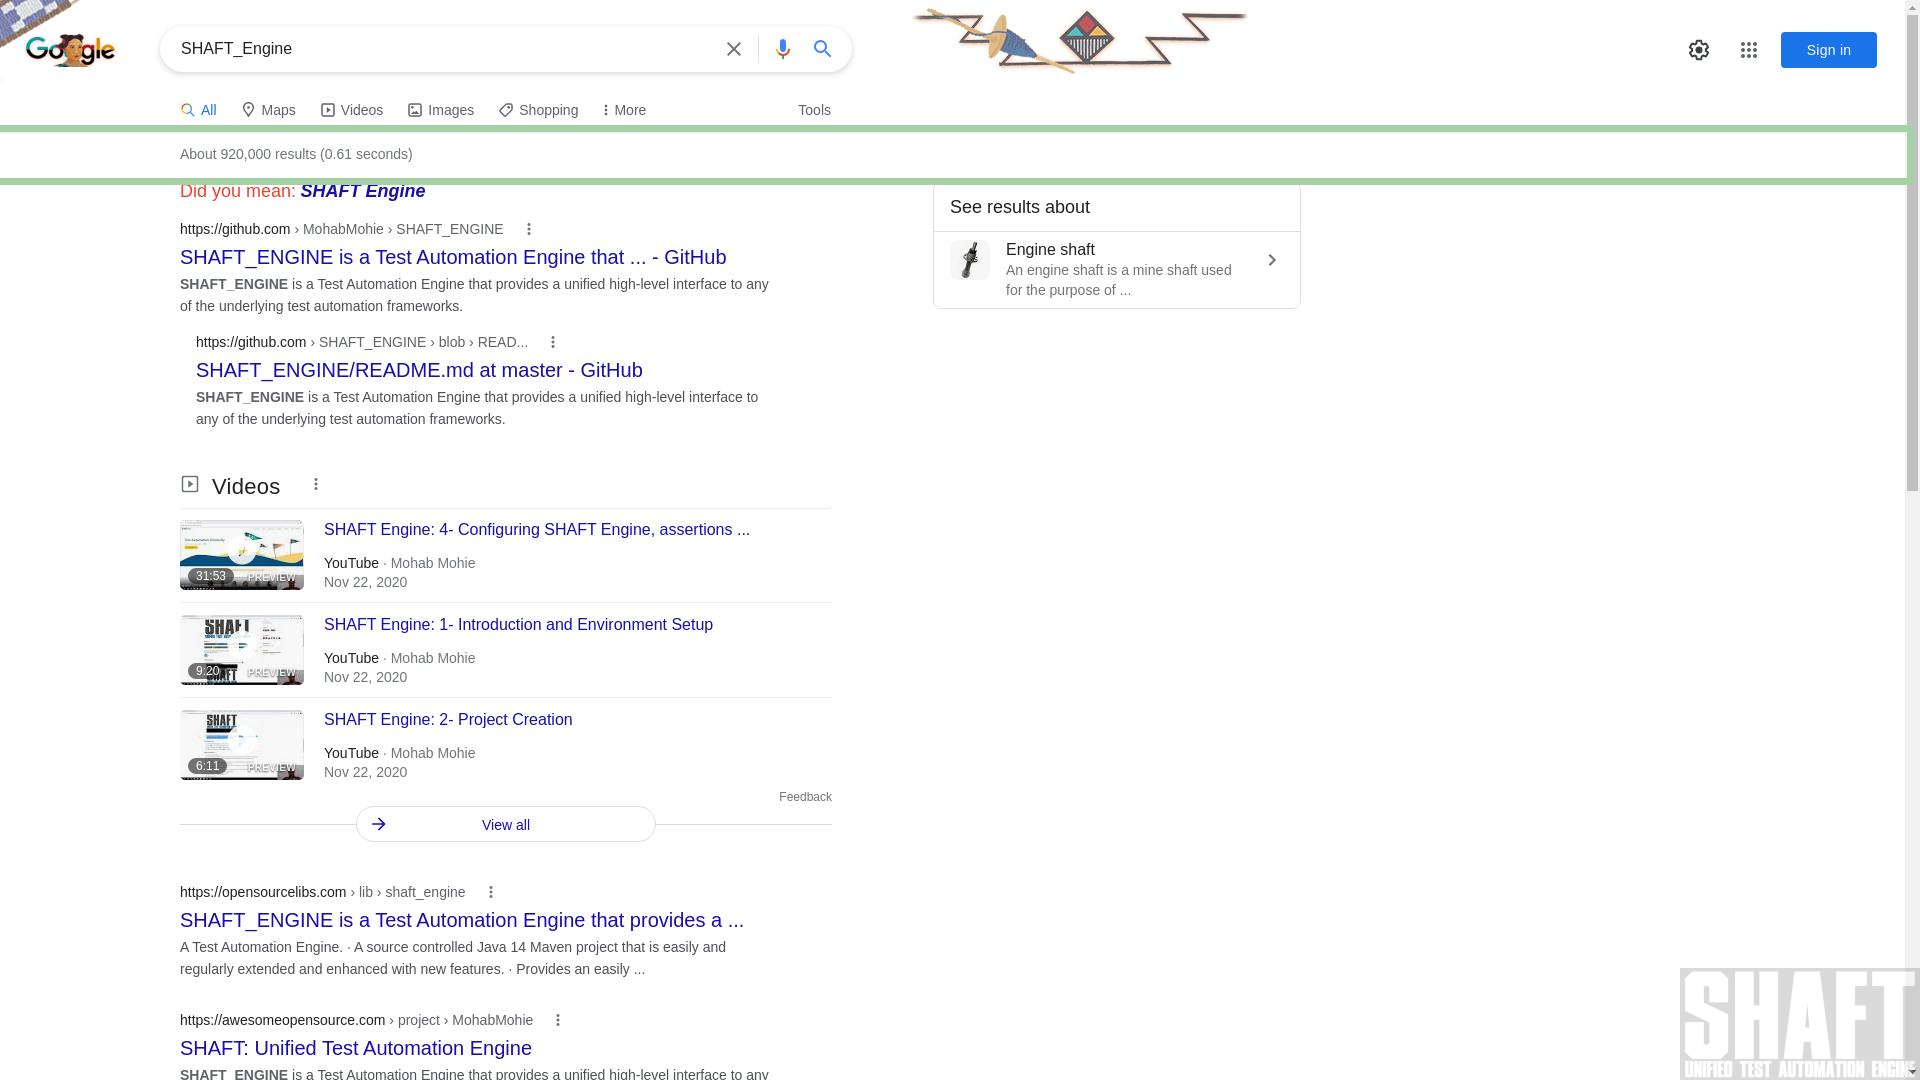 Google
SHAFT_Engine
Sign in
All
Maps
Videos
Images
Shopping
More
Tools
About 920,000 results (0.61 seconds)
Did you mean: SHAFT Engine
https://github.com › MohabMohie › SHAFT_ENGINE
SHAFT_ENGINE is a Test Automation Engine that ... - GitHub
SHAFT_ENGINE is a Test Automation Engine that provides a unified high-level interface to any
of the underlying test automation frameworks.
https://github.com › SHAFT_ENGINE › blob › READ...
SHAFT_ENGINE/README.md at master - GitHub
SHAFT_ENGINE is a Test Automation Engine that provides a unified high-level interface to
any of the underlying test automation frameworks.
See results about
Engine shaft
An engine shaft is a mine shaft used
for the purpose of ...
Videos
31:53
PREVIEW
SHAFT Engine: 4- Configuring SHAFT Engine, assertions ...
YouTube · Mohab Mohie
Nov 22, 2020
SHAFT
9:20
PREVIEW
SHAFT
SHAFT Engine: 1- Introduction and Environment Setup
YouTube · Mohab Mohie
Nov 22, 2020
SHAFT
6:11
PREVIEW
SHAFT Engine: 2- Project Creation
YouTube · Mohab Mohie
Nov 22, 2020
Feedback
View all
https://opensourcelibs.com › lib › shaft_engine
SHAFT_ENGINE is a Test Automation Engine that provides a ...
A Test Automation Engine. · A source controlled Java 14 Maven project that is easily and
regularly extended and enhanced with new features. · Provides an easily ...
https://awesomeopensource.com › project › MohabMohie
SHAFT: Unified Test Automation Engine
SHAFT_ENGINE is a Test Automation Engine that provides a unified high-level interface to any
SHAFT
UNIFIED TEST AUTOMATION ENGINE